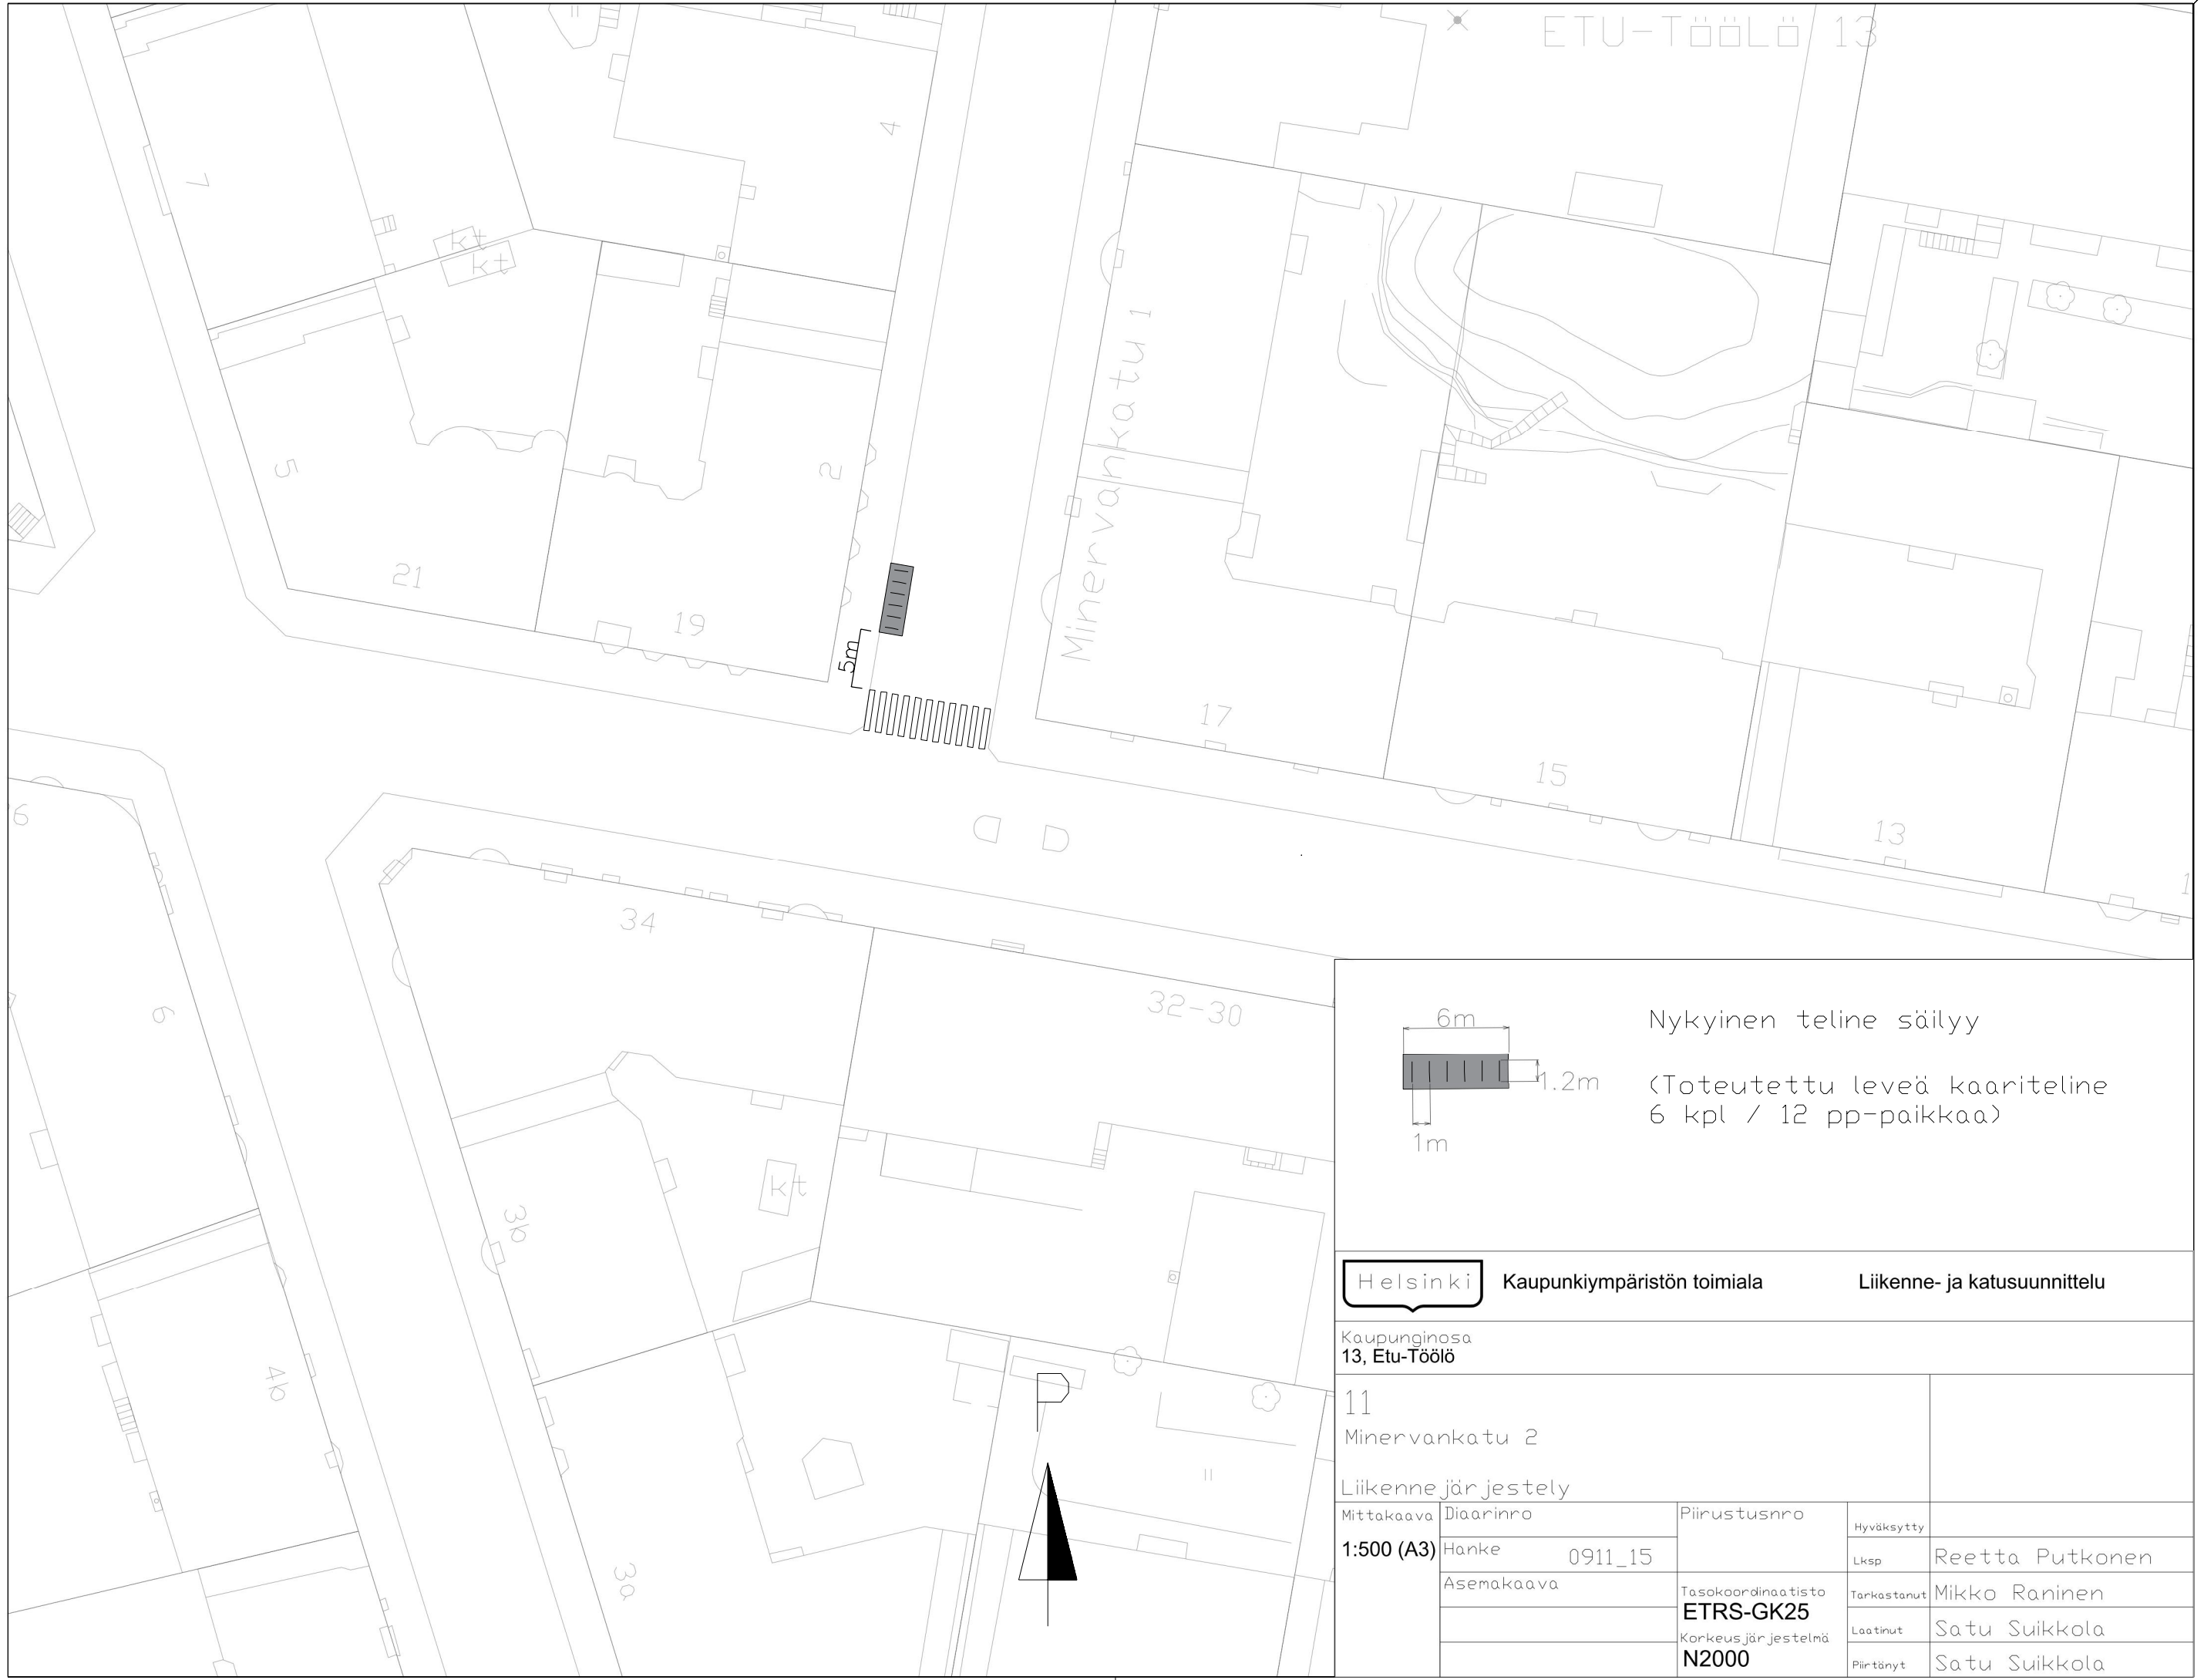 ETU-TÖÖLÖ 13
4
7
kt
kt
Minervankatu 1
5
2
21
19
5m
17
15
13
1
6
34
32-30
6
6m
1.2m
1m
Nykyinen teline säilyy
(Toteutettu leveä kaariteline
6 kpl / 12 pp-paikkaa)
kt
3b
4b
3a
P
Helsinki
Kaupunkiympäristön toimiala
Liikenne- ja katusuunnittelu
Kaupunginosa
13, Etu-Töölö
11
Minervankatu 2
Liikennejärjestely
Mittakaava
1:500 (A3)
Diaarinro
Hanke 0911_15
Asemakaava
Piirustusnro
Tasokoordinaatisto
ETRS-GK25
Korkeusjärjestelmä
N2000
Hyväksytty
Lksp Reetta Putkonen
Tarkastanut Mikko Raninen
Laatinut Satu Suikkola
Piirtänyt Satu Suikkola